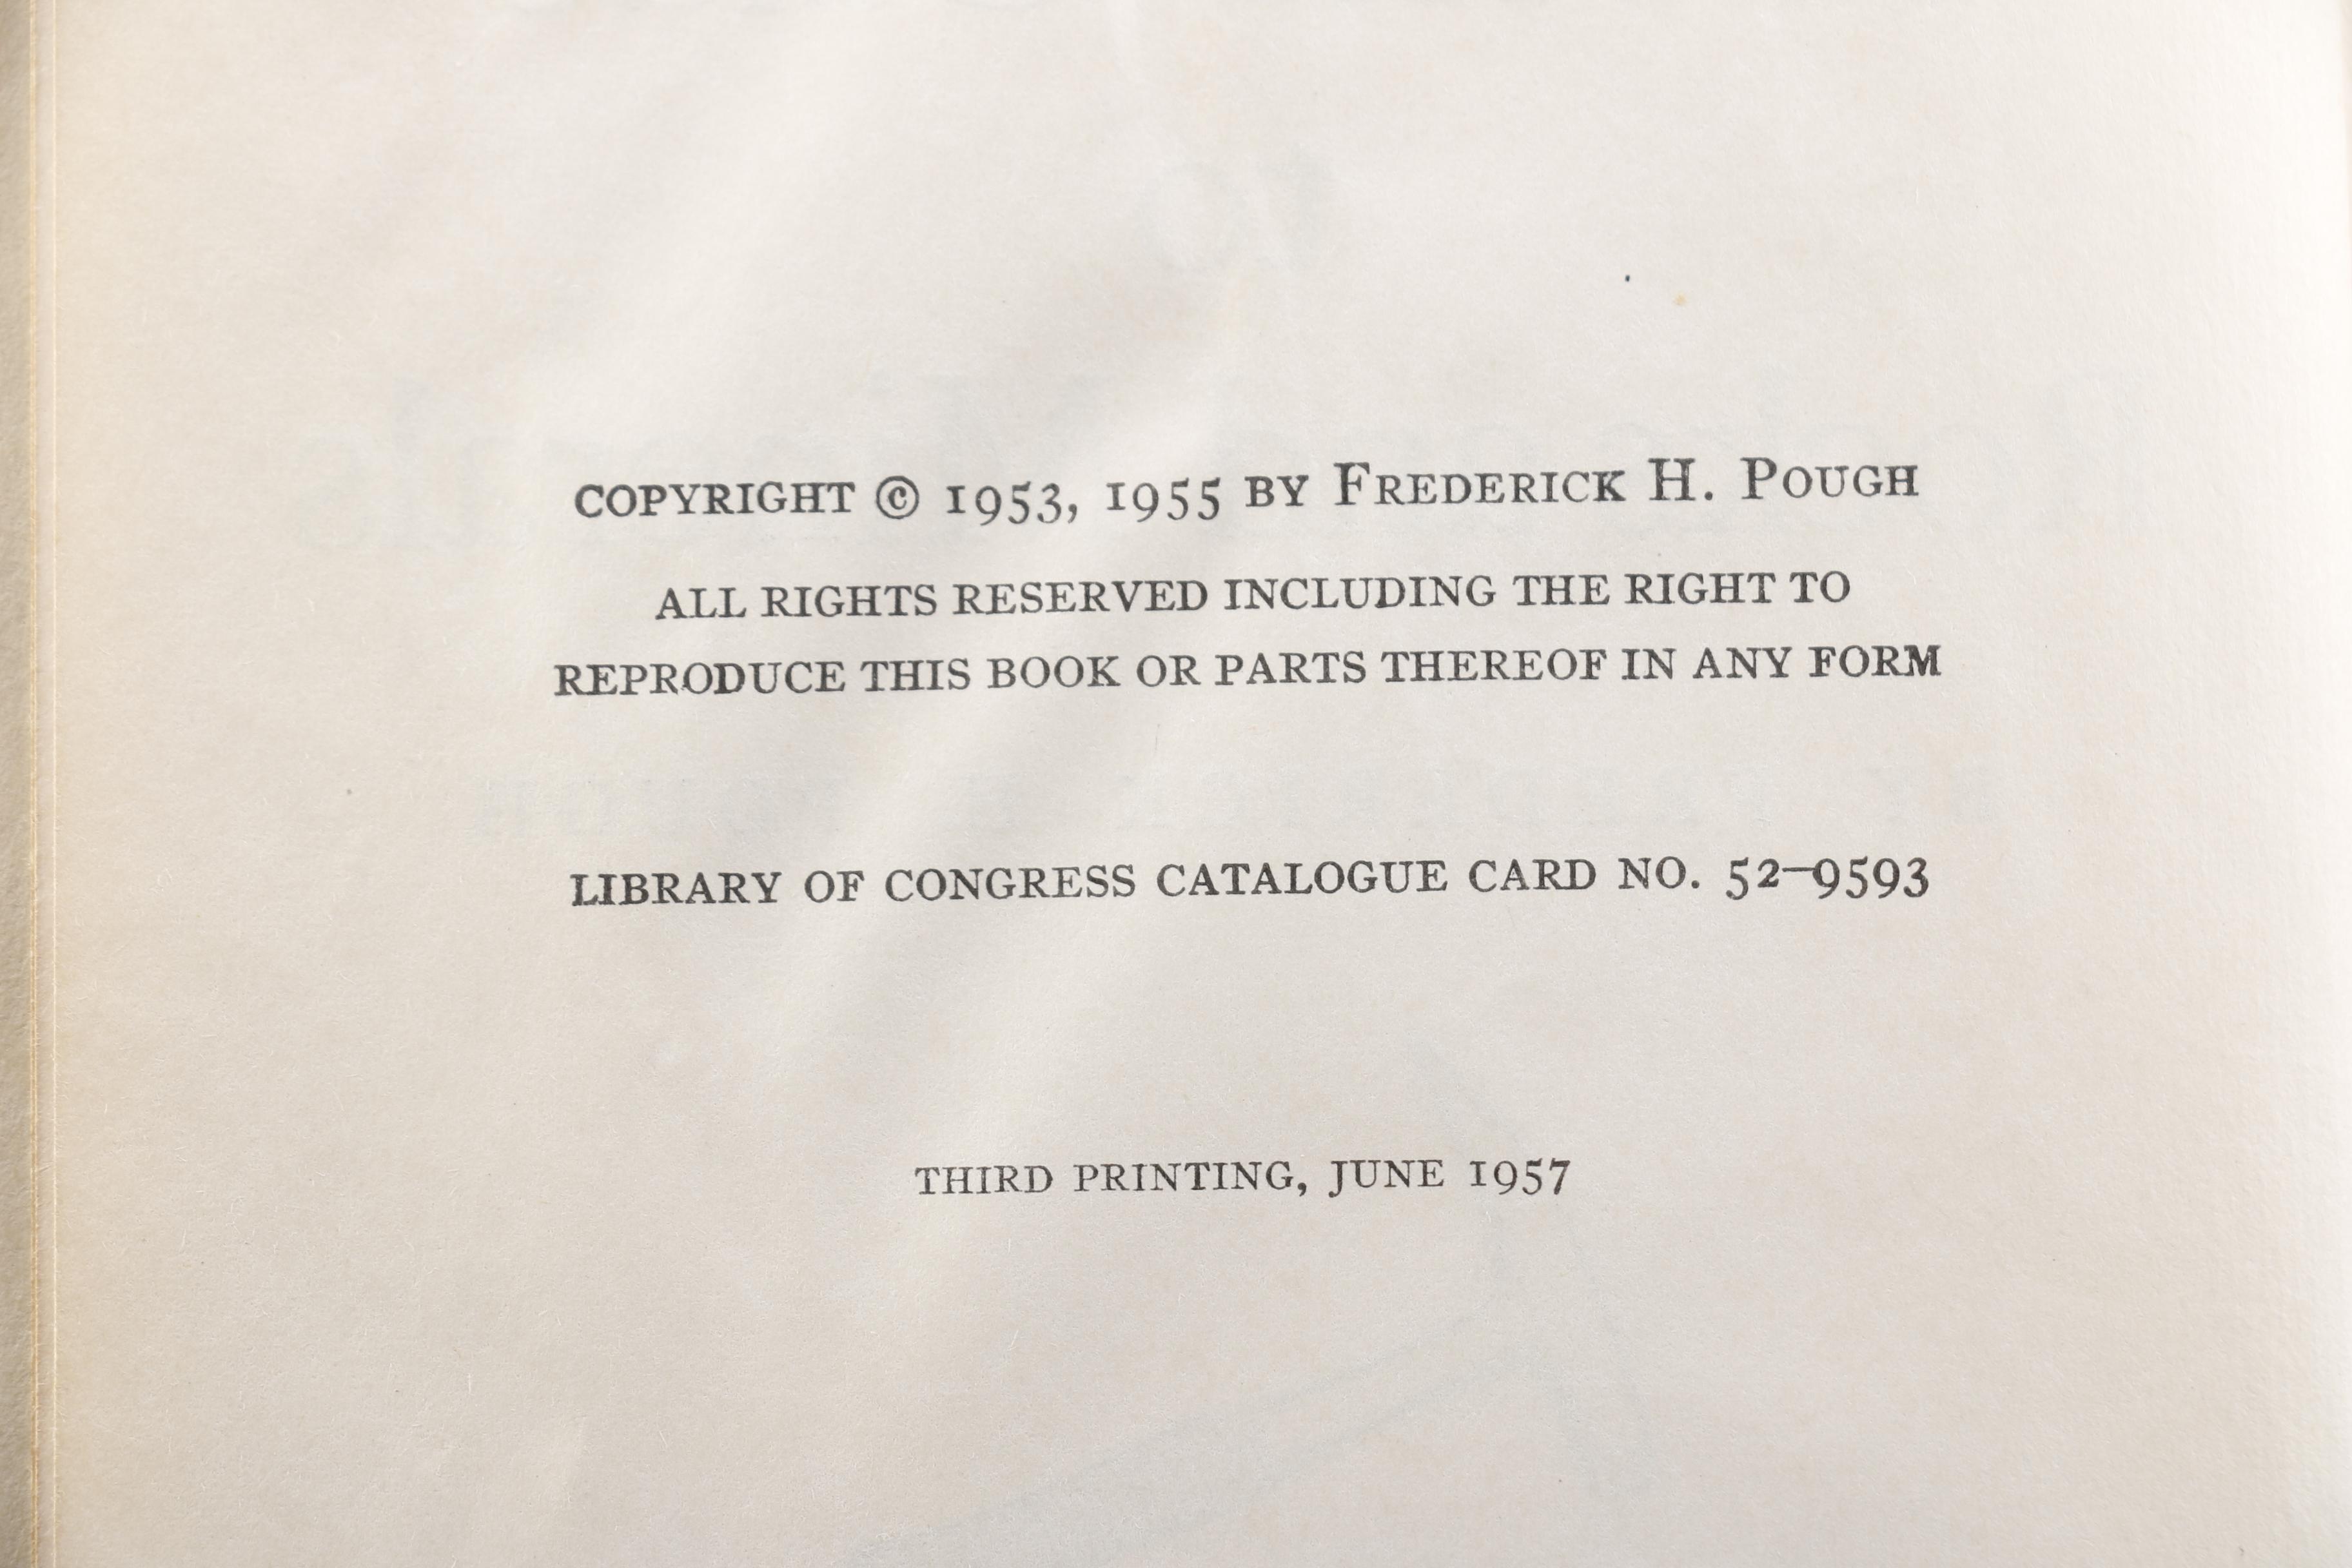 COPYRIGHT © 1953, 1955 BY FREDERICK H. POUGH
ALL RIGHTS RESERVED INCLUDING THE RIGHT TO
REPRODUCE THIS BOOK OR PARTS THEREOF IN ANY FORM
LIBRARY OF CONGRESS CATALOGUE CARD NO. 52–9593
THIRD PRINTING, JUNE 1957